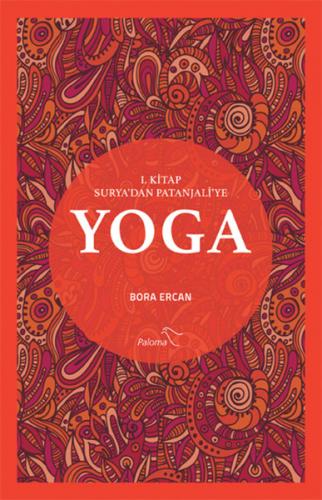 I. KİTAP
SURYA'DAN PATANJALİ'YE
YOGA
BORA ERCAN
Paloma